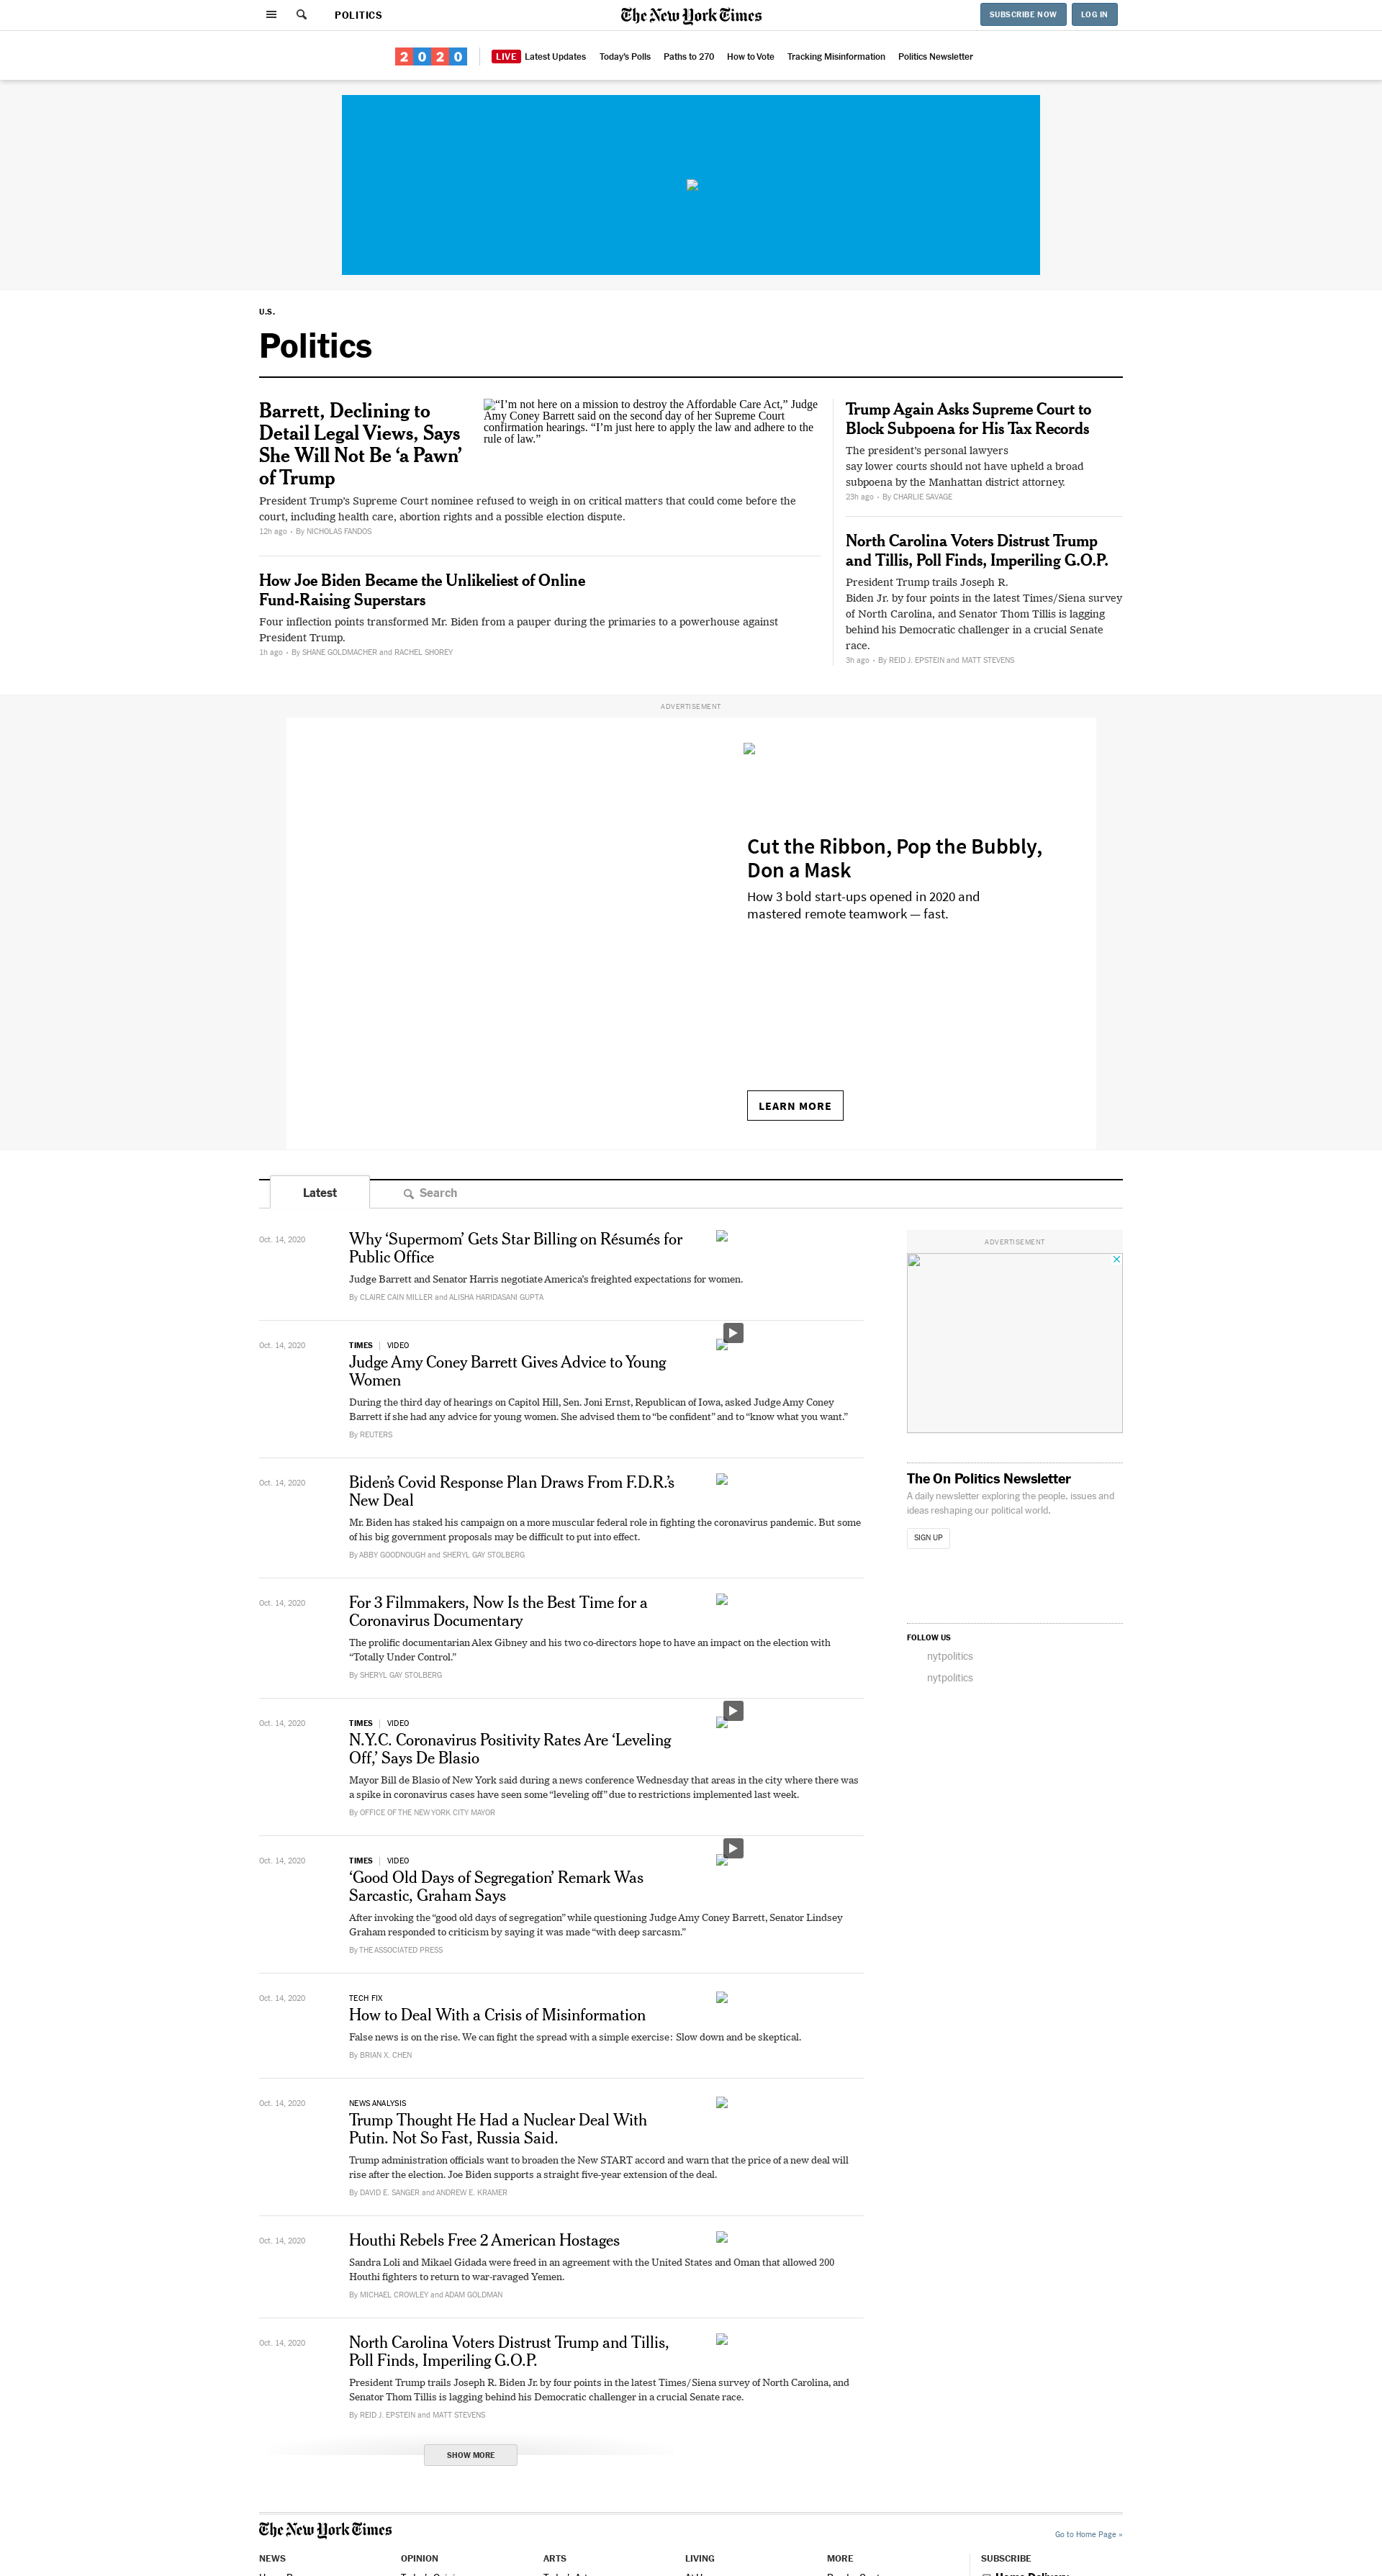 POLITICS
The New York Times
SUBSCRIBE NOW
LOG IN
2020
LIVE Latest Updates
Today's Polls
Paths to 270
How to Vote
Tracking Misinformation
Politics Newsletter
U.S.
Politics
Barrett, Declining to
Detail Legal Views, Says
She Will Not Be ‘a Pawn’
of Trump
“I’m not here on a mission to destroy the Affordable Care Act,” Judge
Amy Coney Barrett said on the second day of her Supreme Court
confirmation hearings. “I’m just here to apply the law and adhere to the
rule of law.”
President Trump’s Supreme Court nominee refused to weigh in on critical matters that could come before the
court, including health care, abortion rights and a possible election dispute.
12h ago • By NICHOLAS FANDOS
How Joe Biden Became the Unlikeliest of Online
Fund-Raising Superstars
Four inflection points transformed Mr. Biden from a pauper during the primaries to a powerhouse against
President Trump.
1h ago • By SHANE GOLDMACHER and RACHEL SHOREY
Trump Again Asks Supreme Court to
Block Subpoena for His Tax Records
The president’s personal lawyers
say lower courts should not have upheld a broad
subpoena by the Manhattan district attorney.
23h ago • By CHARLIE SAVAGE
North Carolina Voters Distrust Trump
and Tillis, Poll Finds, Imperiling G.O.P.
President Trump trails Joseph R.
Biden Jr. by four points in the latest Times/Siena survey
of North Carolina, and Senator Thom Tillis is lagging
behind his Democratic challenger in a crucial Senate
race.
3h ago • By REID J. EPSTEIN and MATT STEVENS
ADVERTISEMENT
Cut the Ribbon, Pop the Bubbly,
Don a Mask
How 3 bold start-ups opened in 2020 and
mastered remote teamwork — fast.
LEARN MORE
Latest
Search
Oct. 14, 2020
Why ‘Supermom’ Gets Star Billing on Résumés for
Public Office
Judge Barrett and Senator Harris negotiate America’s freighted expectations for women.
By CLAIRE CAIN MILLER and ALISHA HARIDASANI GUPTA
Oct. 14, 2020
TIMES | VIDEO
Judge Amy Coney Barrett Gives Advice to Young
Women
During the third day of hearings on Capitol Hill, Sen. Joni Ernst, Republican of Iowa, asked Judge Amy Coney
Barrett if she had any advice for young women. She advised them to “be confident” and to “know what you want.”
By REUTERS
Oct. 14, 2020
Biden’s Covid Response Plan Draws From F.D.R.’s
New Deal
Mr. Biden has staked his campaign on a more muscular federal role in fighting the coronavirus pandemic. But some
of his big government proposals may be difficult to put into effect.
By ABBY GOODNOUGH and SHERYL GAY STOLBERG
Oct. 14, 2020
For 3 Filmmakers, Now Is the Best Time for a
Coronavirus Documentary
The prolific documentarian Alex Gibney and his two co-directors hope to have an impact on the election with
“Totally Under Control.”
By SHERYL GAY STOLBERG
Oct. 14, 2020
TIMES | VIDEO
N.Y.C. Coronavirus Positivity Rates Are ‘Leveling
Off,’ Says De Blasio
Mayor Bill de Blasio of New York said during a news conference Wednesday that areas in the city where there was
a spike in coronavirus cases have seen some “leveling off” due to restrictions implemented last week.
By OFFICE OF THE NEW YORK CITY MAYOR
Oct. 14, 2020
TIMES | VIDEO
‘Good Old Days of Segregation’ Remark Was
Sarcastic, Graham Says
After invoking the “good old days of segregation” while questioning Judge Amy Coney Barrett, Senator Lindsey
Graham responded to criticism by saying it was made “with deep sarcasm.”
By THE ASSOCIATED PRESS
Oct. 14, 2020
TECH FIX
How to Deal With a Crisis of Misinformation
False news is on the rise. We can fight the spread with a simple exercise: Slow down and be skeptical.
By BRIAN X. CHEN
Oct. 14, 2020
NEWS ANALYSIS
Trump Thought He Had a Nuclear Deal With
Putin. Not So Fast, Russia Said.
Trump administration officials want to broaden the New START accord and warn that the price of a new deal will
rise after the election. Joe Biden supports a straight five-year extension of the deal.
By DAVID E. SANGER and ANDREW E. KRAMER
Oct. 14, 2020
Houthi Rebels Free 2 American Hostages
Sandra Loli and Mikael Gidada were freed in an agreement with the United States and Oman that allowed 200
Houthi fighters to return to war-ravaged Yemen.
By MICHAEL CROWLEY and ADAM GOLDMAN
Oct. 14, 2020
North Carolina Voters Distrust Trump and Tillis,
Poll Finds, Imperiling G.O.P.
President Trump trails Joseph R. Biden Jr. by four points in the latest Times/Siena survey of North Carolina, and
Senator Thom Tillis is lagging behind his Democratic challenger in a crucial Senate race.
By REID J. EPSTEIN and MATT STEVENS
SHOW MORE
ADVERTISEMENT
The On Politics Newsletter
A daily newsletter exploring the people, issues and
ideas reshaping our political world.
SIGN UP
FOLLOW US
nytpolitics
nytpolitics
The New York Times
Go to Home Page »
NEWS
OPINION
ARTS
LIVING
MORE
SUBSCRIBE